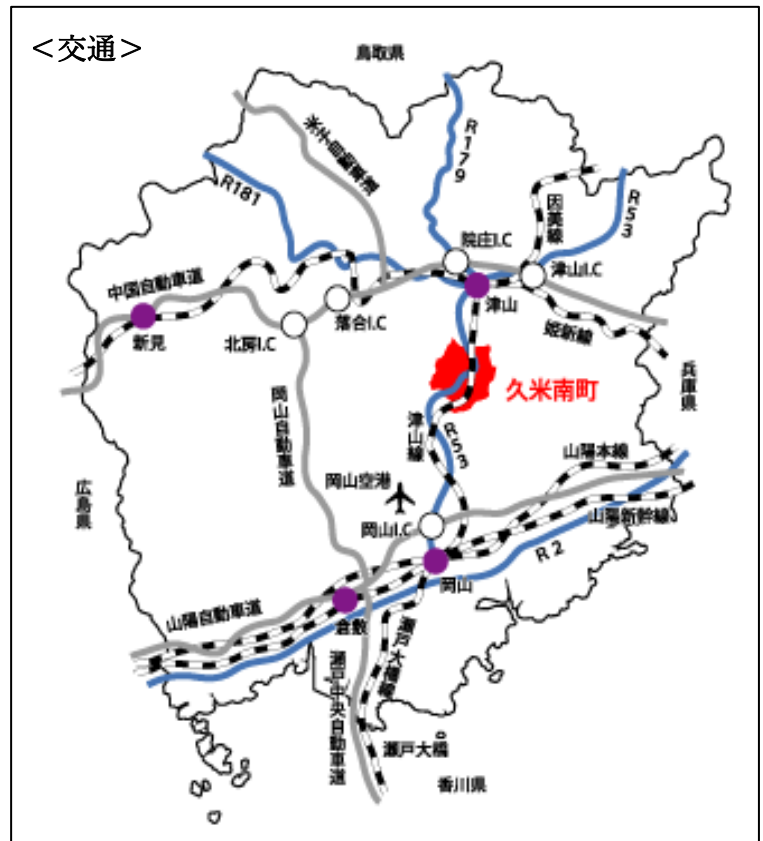 ＜交通＞
鳥取県
米子自動車道
R179
R181
因美線
R53
院庄I.C
津山I.C
中国自動車道
津山
落合I.C
姫新線
新見
北房I.C
兵庫県
久米南町
岡山自動車道
津山線
R53
山陽本線
岡山空港
広島県
岡山I.C
山陽新幹線
R2
岡山
山陽自動車道
倉敷
瀬戸大橋線
瀬戸中央自動車道
瀬戸大橋
香川県